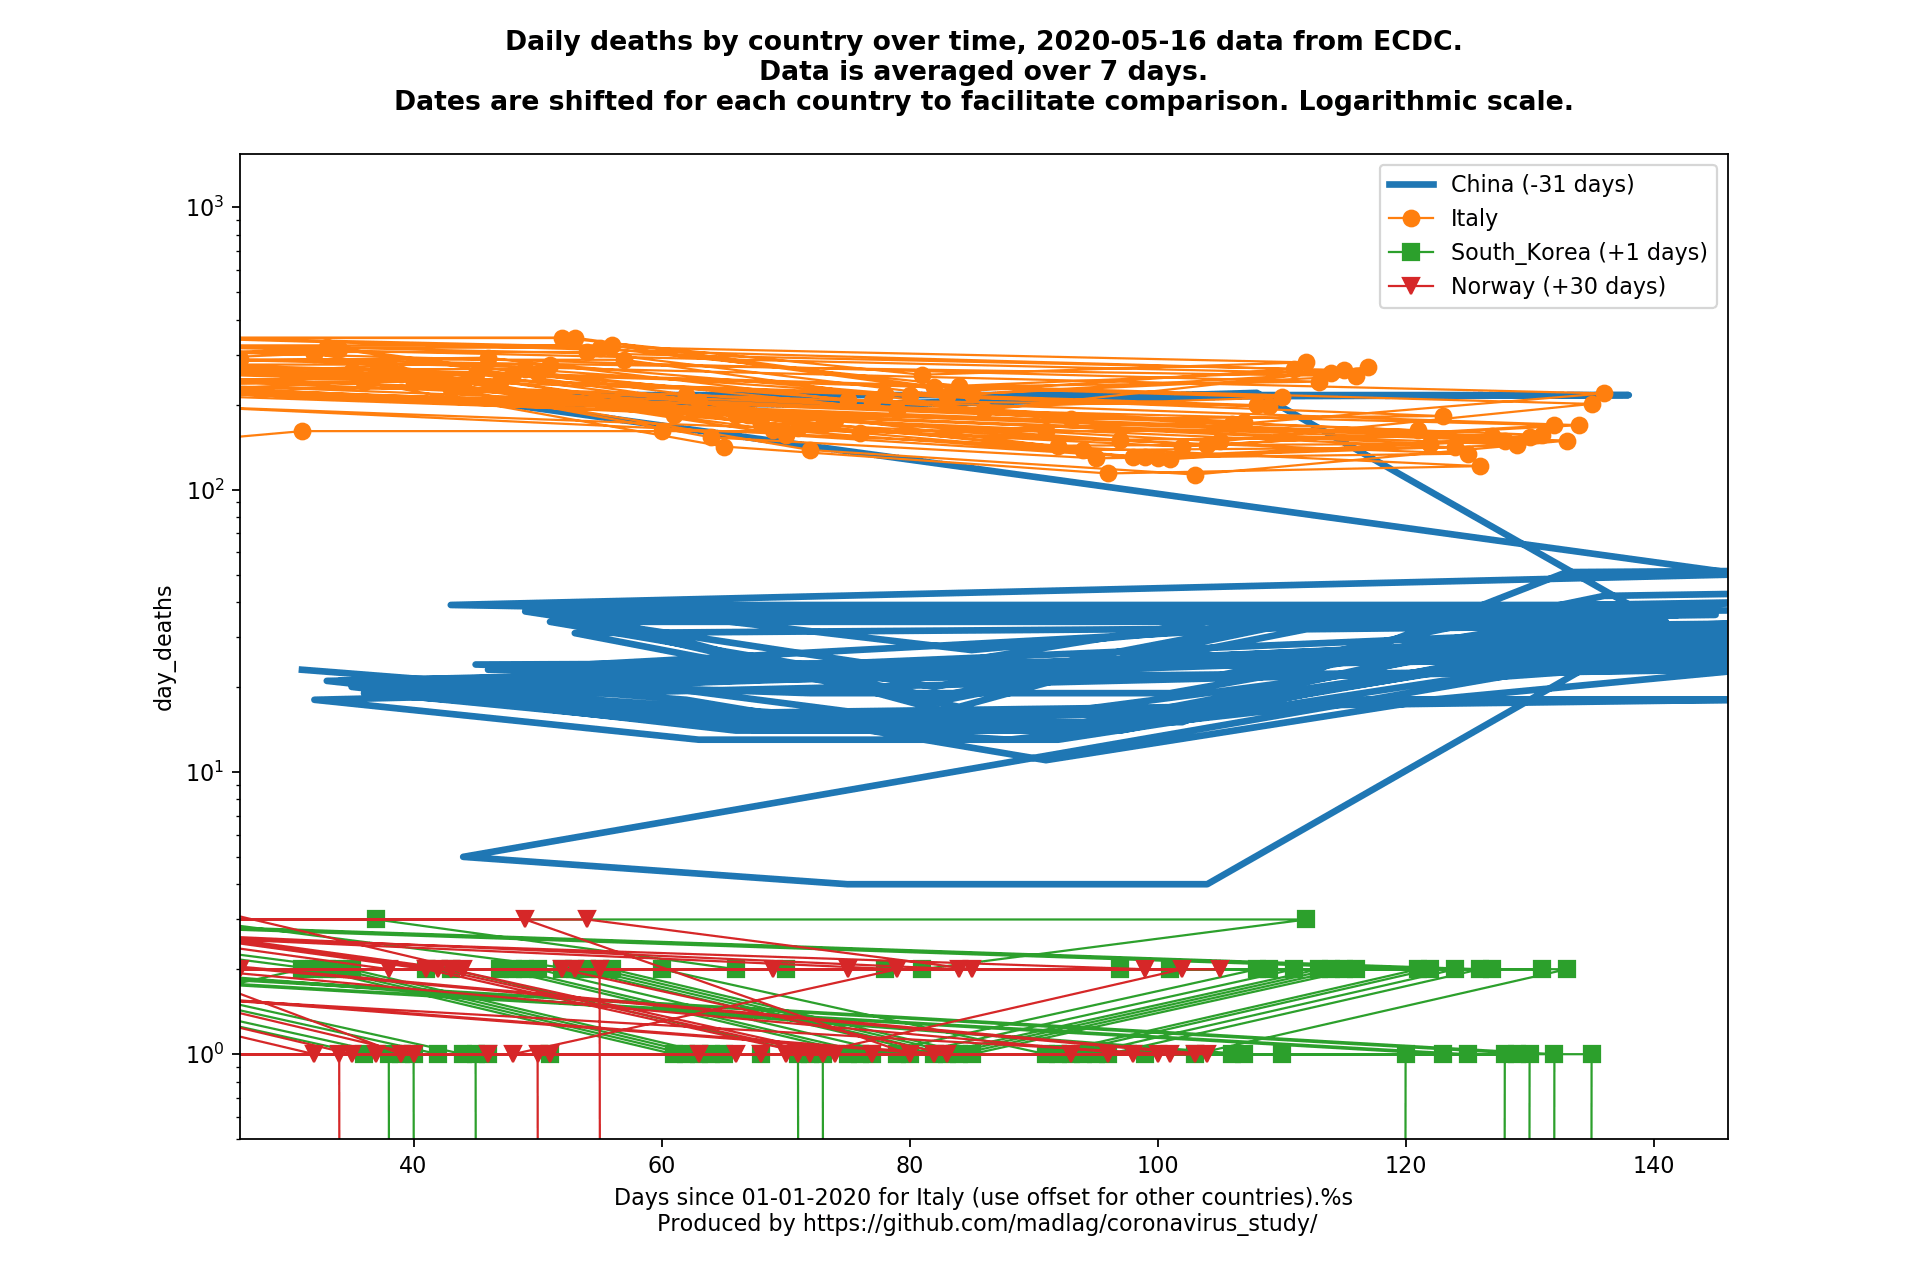 Daily deaths by country over time, 2020-05-16 data from ECDC.
Data is averaged over 7 days.
Dates are shifted for each country to facilitate comparison. Logarithmic scale.
China (-31 days)
Italy
South_Korea (+1 days)
Norway (+30 days)
10³
10²
10¹
10⁰
day_deaths
40 60 80 100 120 140
Days since 01-01-2020 for Italy (use offset for other countries).%s
Produced by https://github.com/madlag/coronavirus_study/